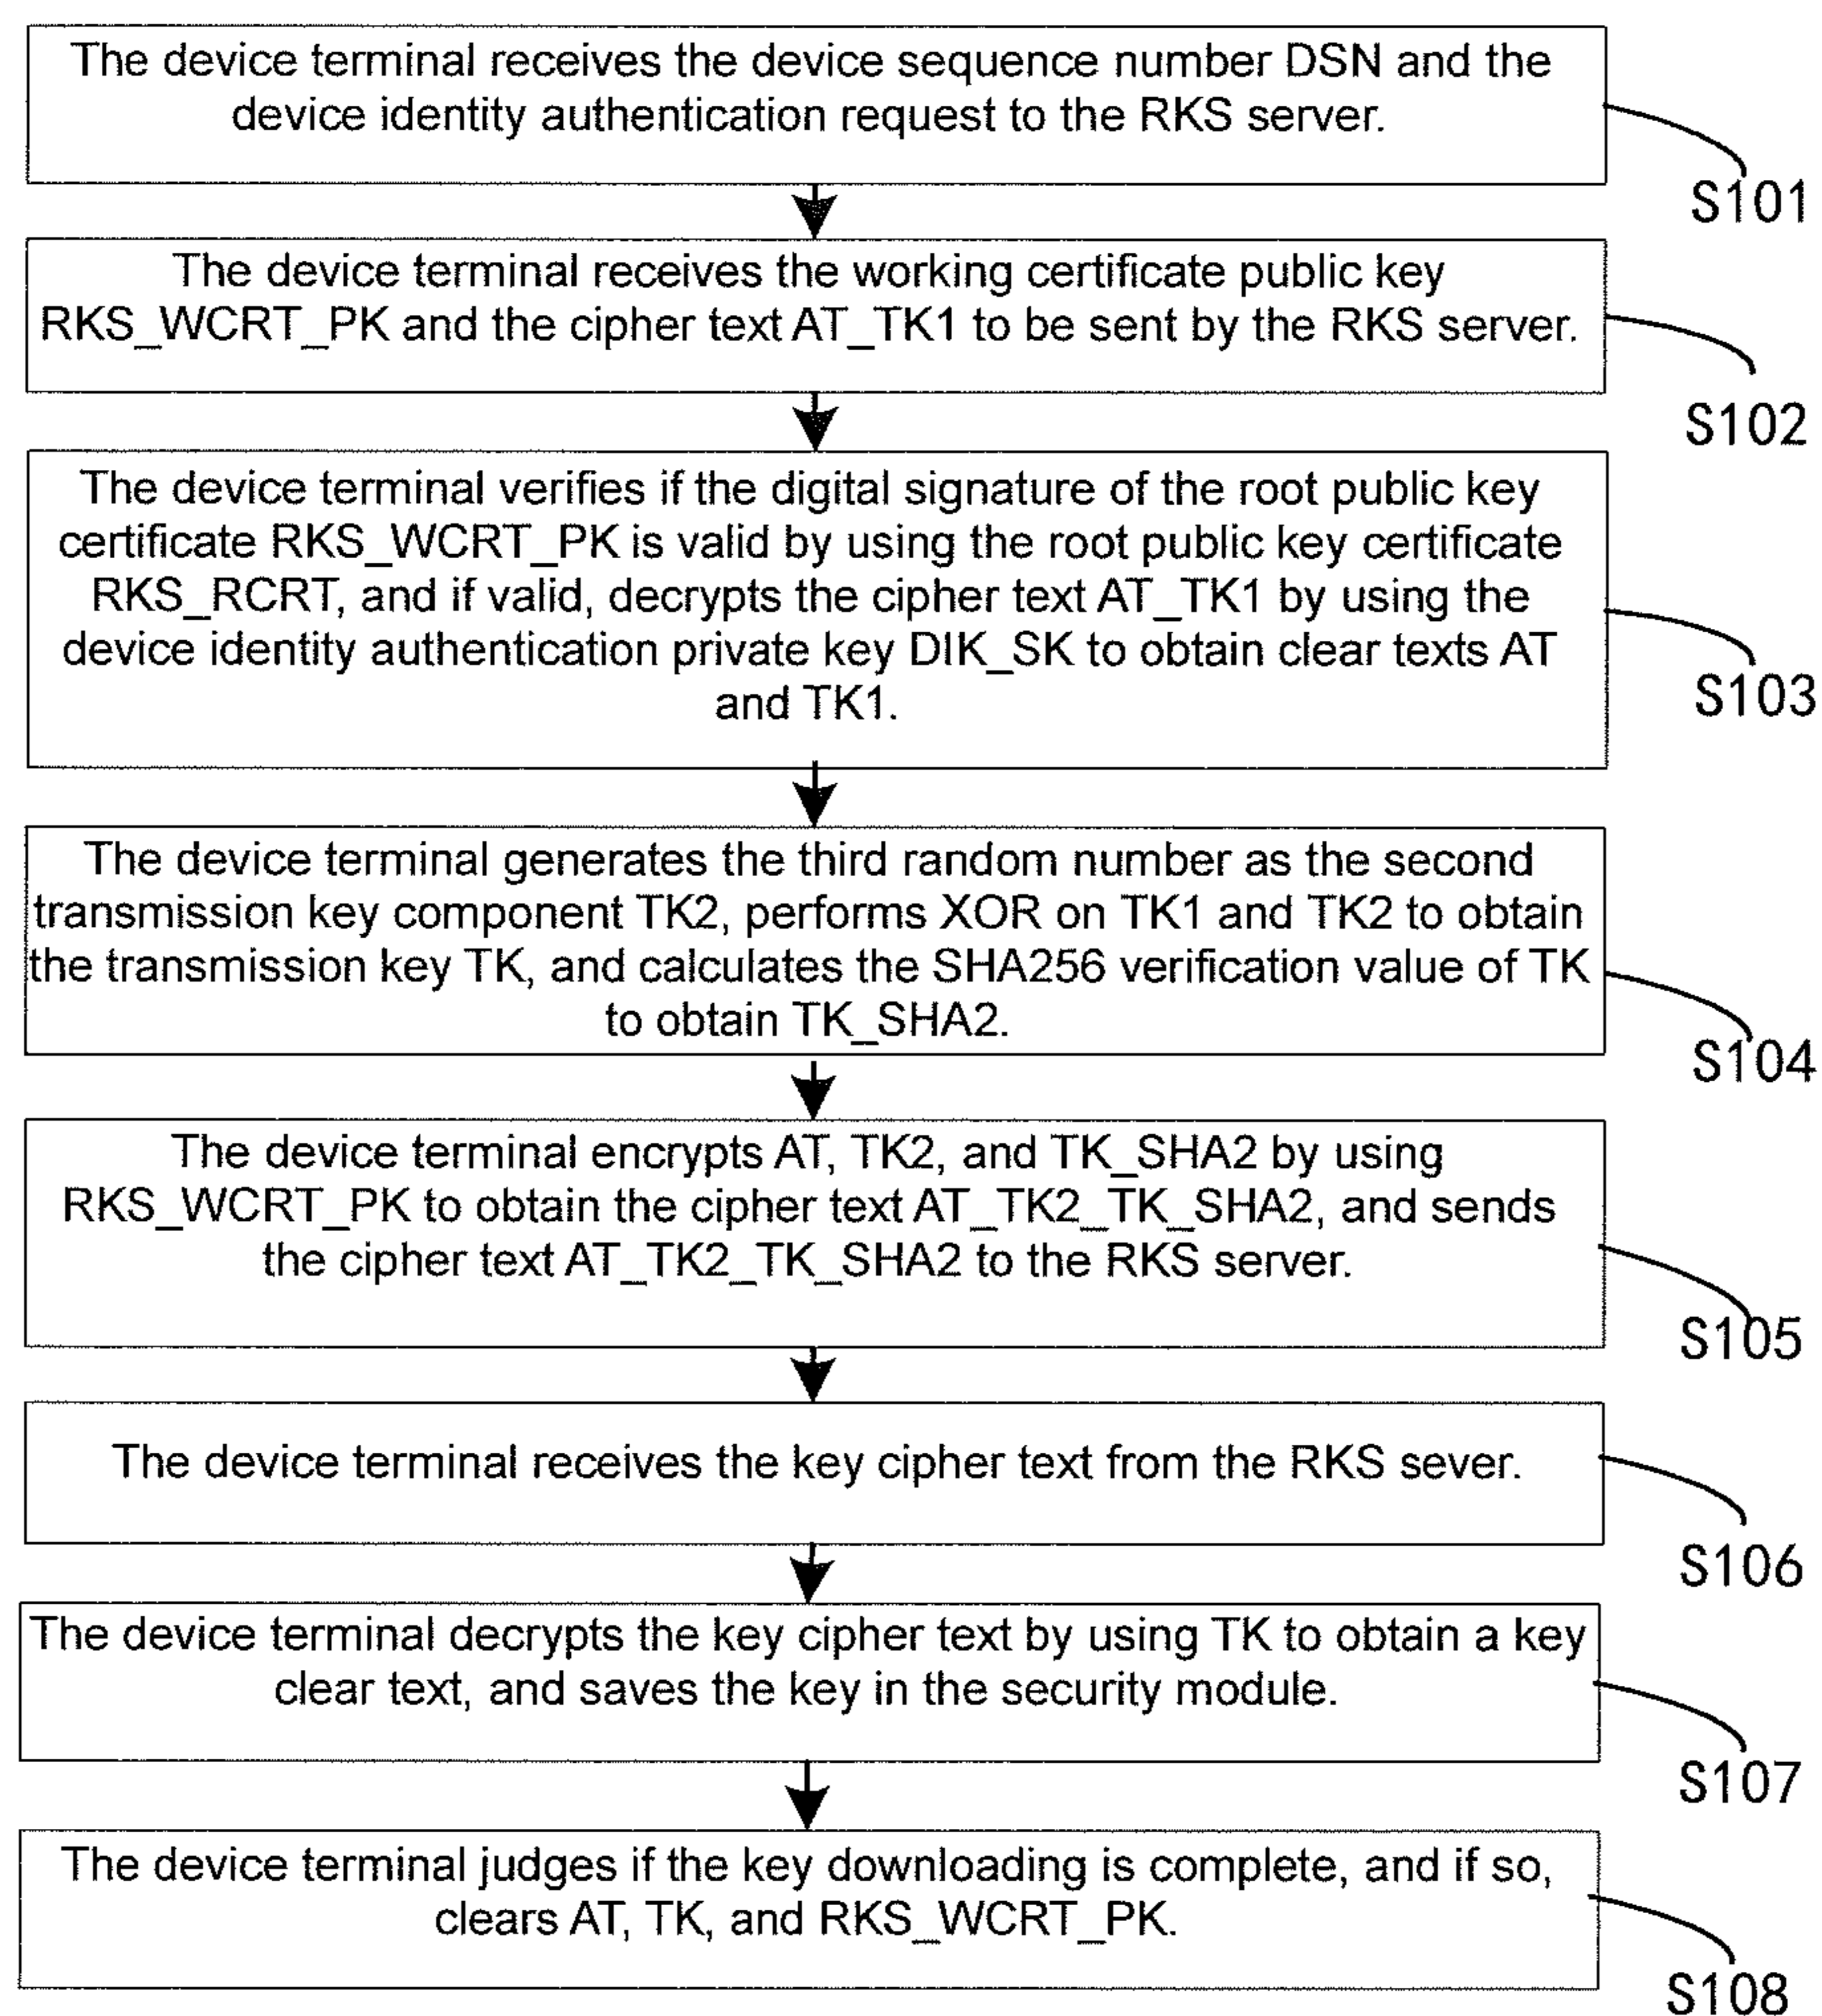 The device terminal receives the device sequence number DSN and the
device identity authentication request to the RKS server.
S101
The device terminal receives the working certificate public key
RKS_WCRT_PK and the cipher text AT_TK1 to be sent by the RKS server.
S102
The device terminal verifies if the digital signature of the root public key
certificate RKS_WCRT_PK is valid by using the root public key certificate
RKS_RCRT, and if valid, decrypts the cipher text AT_TK1 by using the
device identity authentication private key DIK_SK to obtain clear texts AT
and TK1.
S103
The device terminal generates the third random number as the second
transmission key component TK2, performs XOR on TK1 and TK2 to obtain
the transmission key TK, and calculates the SHA256 verification value of TK
to obtain TK_SHA2.
S104
The device terminal encrypts AT, TK2, and TK_SHA2 by using
RKS_WCRT_PK to obtain the cipher text AT_TK2_TK_SHA2, and sends
the cipher text AT_TK2_TK_SHA2 to the RKS server.
S105
The device terminal receives the key cipher text from the RKS sever.
S106
The device terminal decrypts the key cipher text by using TK to obtain a key
clear text, and saves the key in the security module.
S107
The device terminal judges if the key downloading is complete, and if so,
clears AT, TK, and RKS_WCRT_PK.
S108